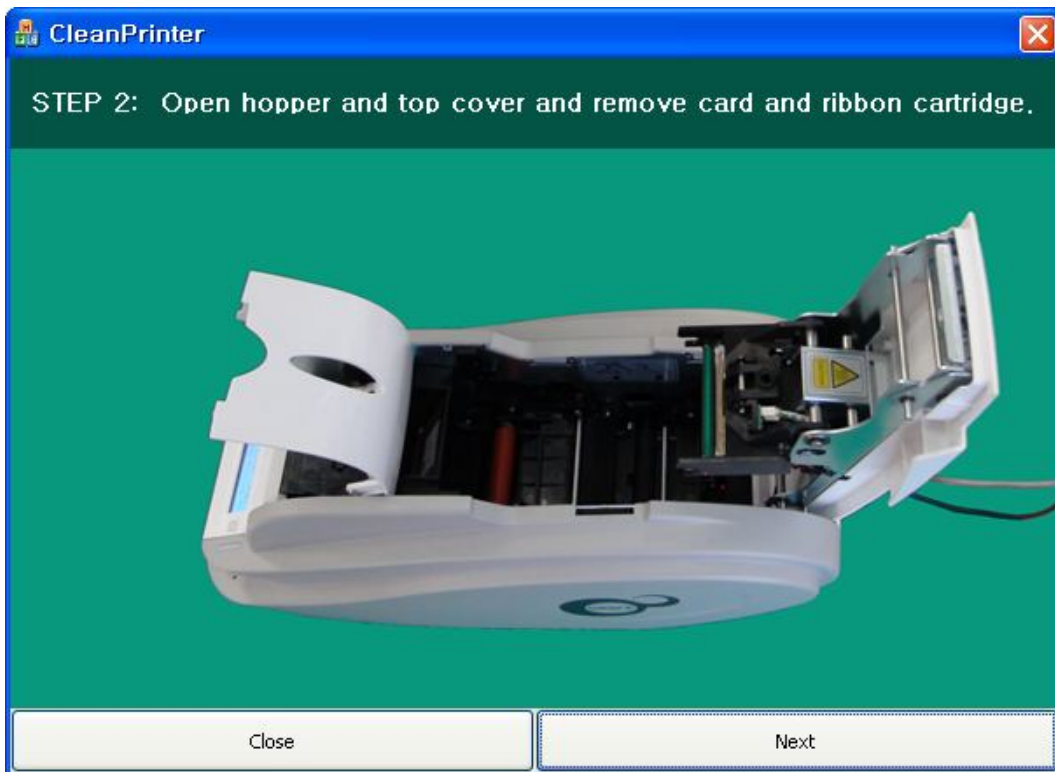 CleanPrinter
STEP 2: Open hopper and top cover and remove card and ribbon cartridge.
Close
Next